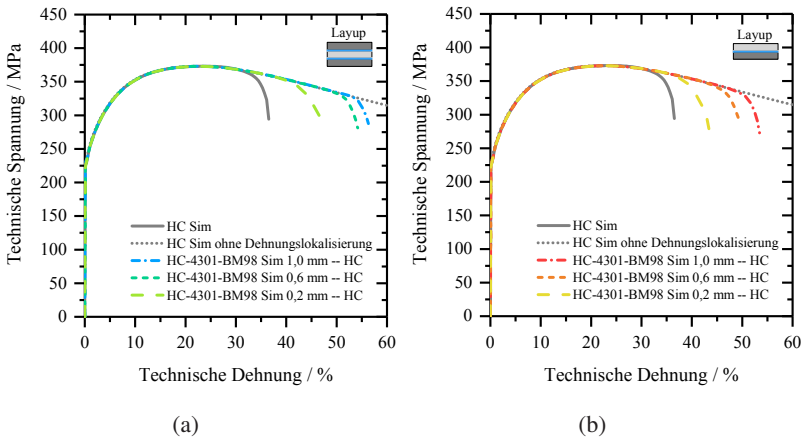 450
400
350
300
250
200
150
100
50
0
Technische Spannung / MPa
Layup
HC Sim
HC Sim ohne Dehnungslokalisierung
HC-4301-BM98 Sim 1,0 mm -- HC
HC-4301-BM98 Sim 0,6 mm -- HC
HC-4301-BM98 Sim 0,2 mm -- HC
0 10 20 30 40 50 60
Technische Dehnung / %
(a)
450
400
350
300
250
200
150
100
50
0
Technische Spannung / MPa
Layup
HC Sim
HC Sim ohne Dehnungslokalisierung
HC-4301-BM98 Sim 1,0 mm -- HC
HC-4301-BM98 Sim 0,6 mm -- HC
HC-4301-BM98 Sim 0,2 mm -- HC
0 10 20 30 40 50 60
Technische Dehnung / %
(b)